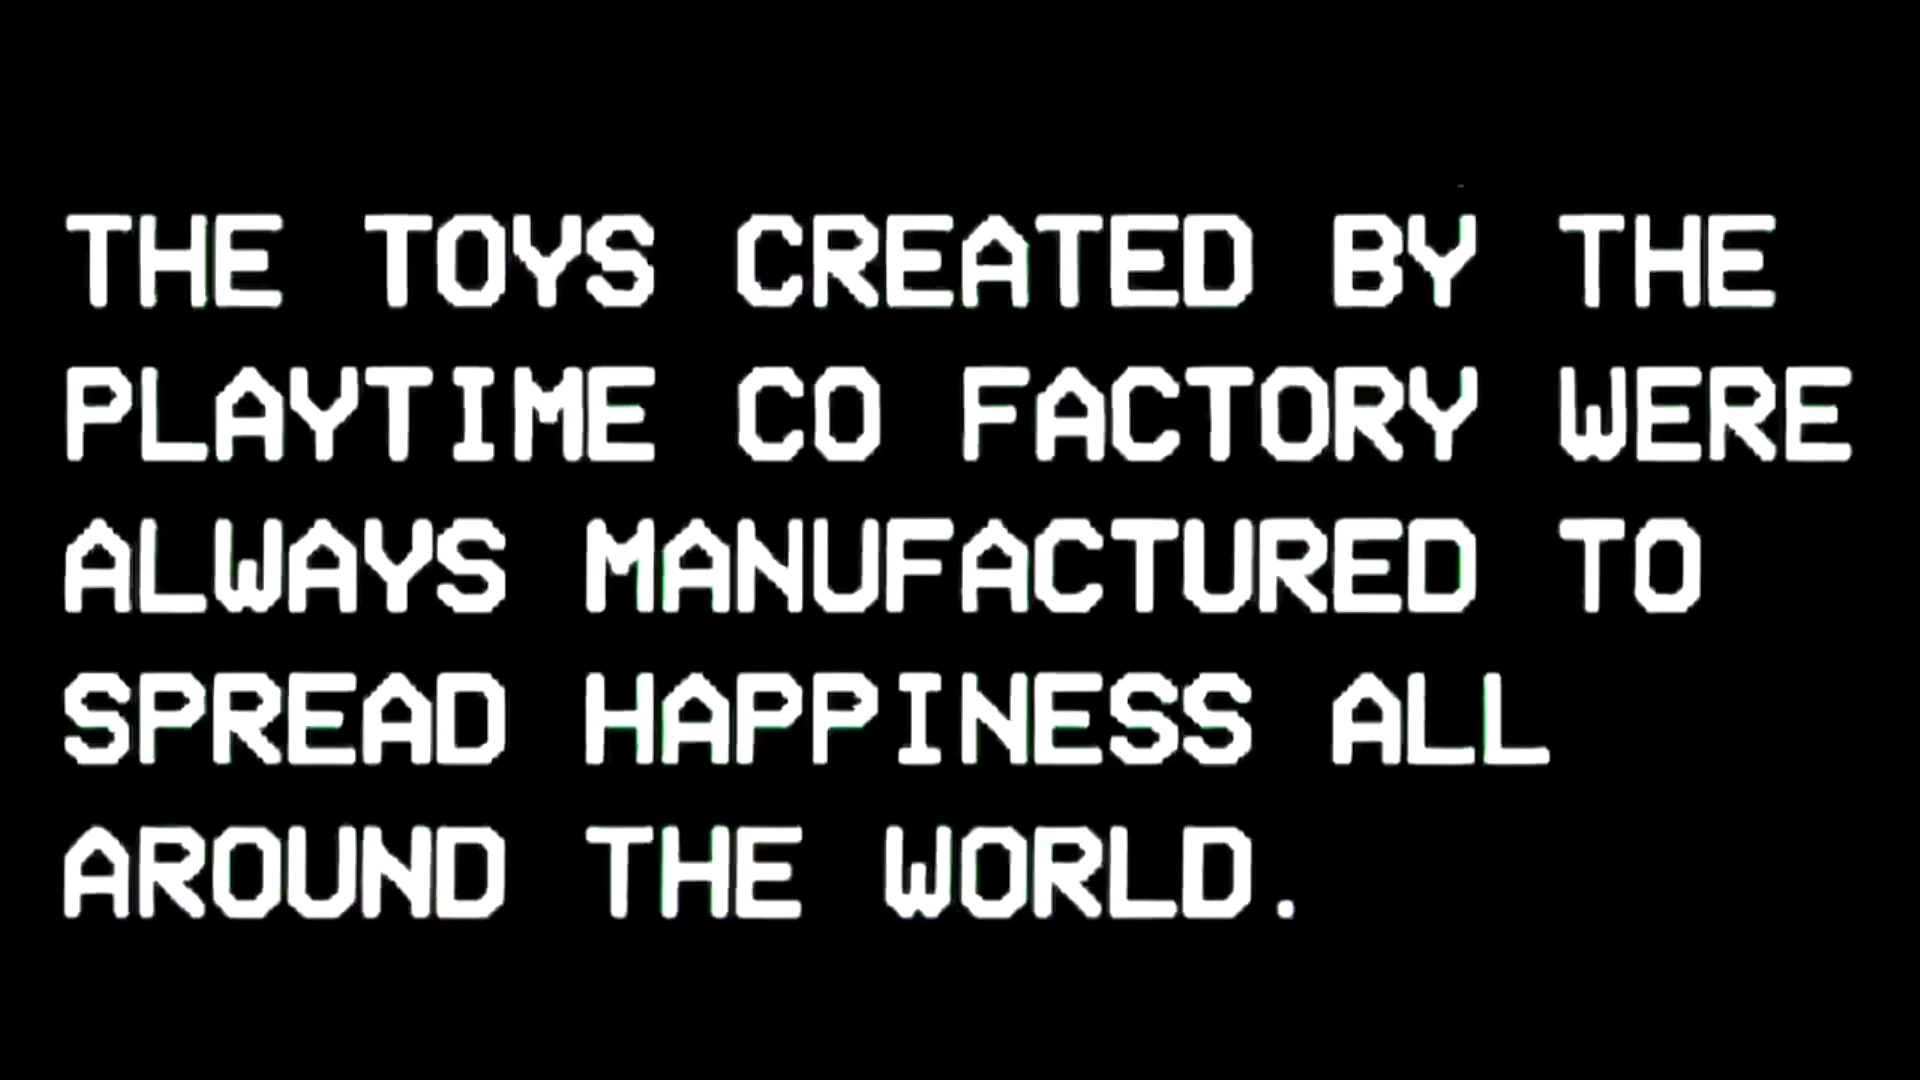 THE TOYS CREATED BY THE
PLAYTIME CO FACTORY WERE
ALWAYS MANUFACTURED TO
SPREAD HAPPINESS ALL
AROUND THE WORLD.